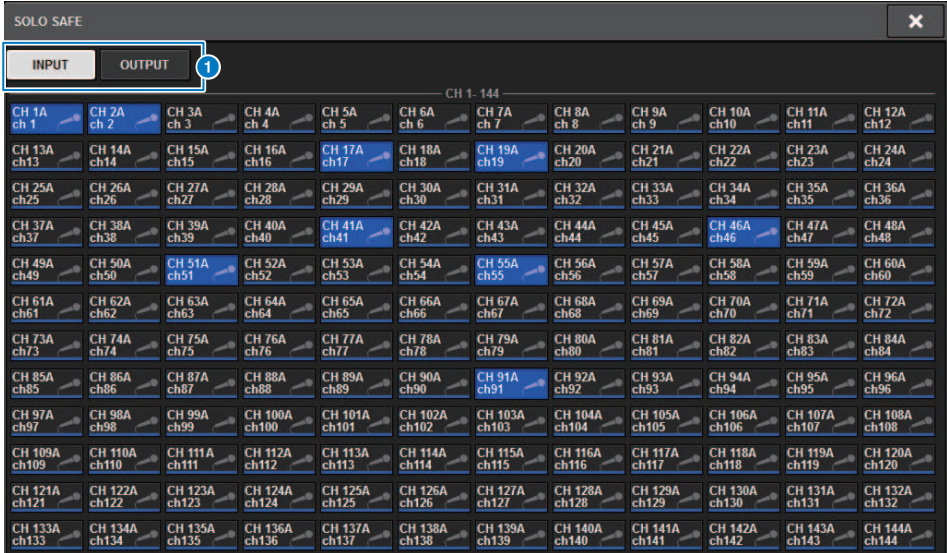 SOLO SAFE
INPUT OUTPUT 1
CH 1- 144
CH 1A CH 2A CH 3A CH 4A CH 5A CH 6A CH 7A CH 8A CH 9A CH 10A CH 11A CH 12A
ch 1 ch 2 ch 3 ch 4 ch 5 ch 6 ch 7 ch 8 ch 9 ch10 ch11 ch12
CH 13A CH 14A CH 15A CH 16A CH 17A CH 18A CH 19A CH 20A CH 21A CH 22A CH 23A CH 24A
ch13 ch14 ch15 ch16 ch17 ch18 ch19 ch20 ch21 ch22 ch23 ch24
CH 25A CH 26A CH 27A CH 28A CH 29A CH 30A CH 31A CH 32A CH 33A CH 34A CH 35A CH 36A
ch25 ch26 ch27 ch28 ch29 ch30 ch31 ch32 ch33 ch34 ch35 ch36
CH 37A CH 38A CH 39A CH 40A CH 41A CH 42A CH 43A CH 44A CH 45A CH 46A CH 47A CH 48A
ch37 ch38 ch39 ch40 ch41 ch42 ch43 ch44 ch45 ch46 ch47 ch48
CH 49A CH 50A CH 51A CH 52A CH 53A CH 54A CH 55A CH 56A CH 57A CH 58A CH 59A CH 60A
ch49 ch50 ch51 ch52 ch53 ch54 ch55 ch56 ch57 ch58 ch59 ch60
CH 61A CH 62A CH 63A CH 64A CH 65A CH 66A CH 67A CH 68A CH 69A CH 70A CH 71A CH 72A
ch61 ch62 ch63 ch64 ch65 ch66 ch67 ch68 ch69 ch70 ch71 ch72
CH 73A CH 74A CH 75A CH 76A CH 77A CH 78A CH 79A CH 80A CH 81A CH 82A CH 83A CH 84A
ch73 ch74 ch75 ch76 ch77 ch78 ch79 ch80 ch81 ch82 ch83 ch84
CH 85A CH 86A CH 87A CH 88A CH 89A CH 90A CH 91A CH 92A CH 93A CH 94A CH 95A CH 96A
ch85 ch86 ch87 ch88 ch89 ch90 ch91 ch92 ch93 ch94 ch95 ch96
CH 97A CH 98A CH 99A CH 100A CH 101A CH 102A CH 103A CH 104A CH 105A CH 106A CH 107A CH 108A
ch97 ch98 ch99 ch100 ch101 ch102 ch103 ch104 ch105 ch106 ch107 ch108
CH 109A CH 110A CH 111A CH 112A CH 113A CH 114A CH 115A CH 116A CH 117A CH 118A CH 119A CH 120A
ch109 ch110 ch111 ch112 ch113 ch114 ch115 ch116 ch117 ch118 ch119 ch120
CH 121A CH 122A CH 123A CH 124A CH 125A CH 126A CH 127A CH 128A CH 129A CH 130A CH 131A CH 132A
ch121 ch122 ch123 ch124 ch125 ch126 ch127 ch128 ch129 ch130 ch131 ch132
CH 133A CH 134A CH 135A CH 136A CH 137A CH 138A CH 139A CH 140A CH 141A CH 142A CH 143A CH 144A
ch133 ch134 ch135 ch136 ch137 ch138 ch139 ch140 ch141 ch142 ch143 ch144